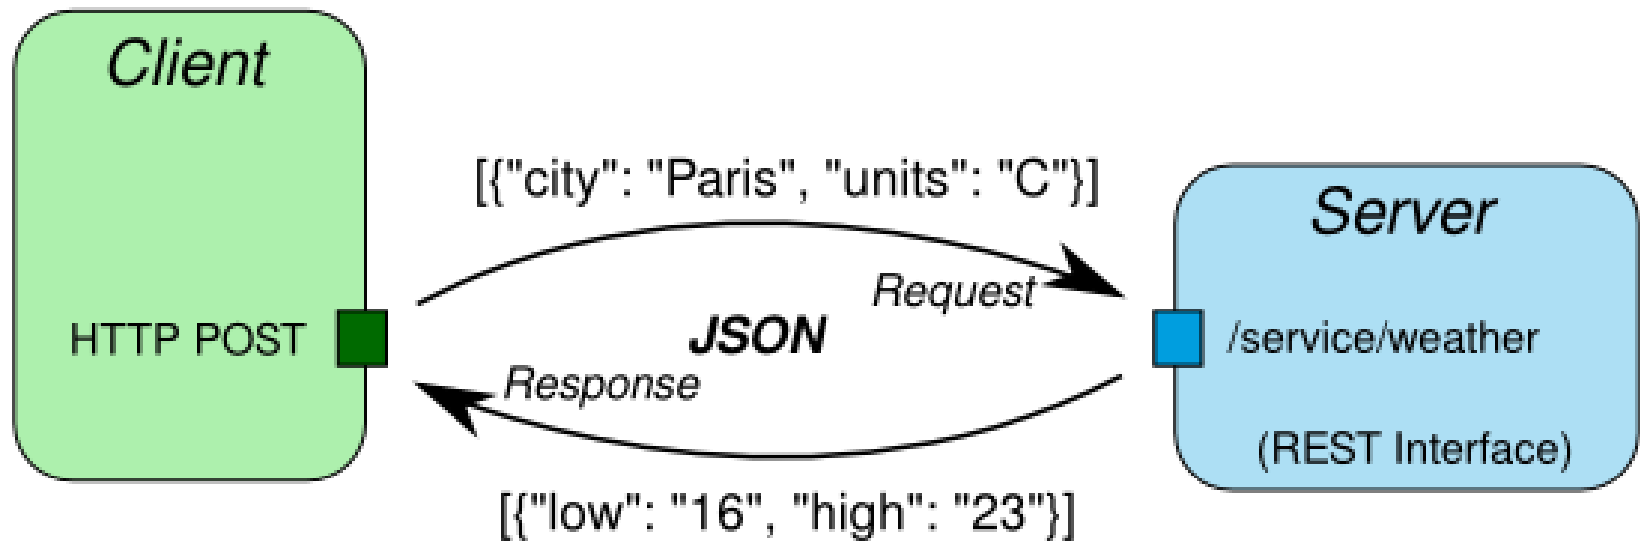 Client
HTTP POST
[{"city": "Paris", "units": "C"}]
Request
JSON
Response
[{"low": "16", "high": "23"}]
Server
/service/weather
(REST Interface)